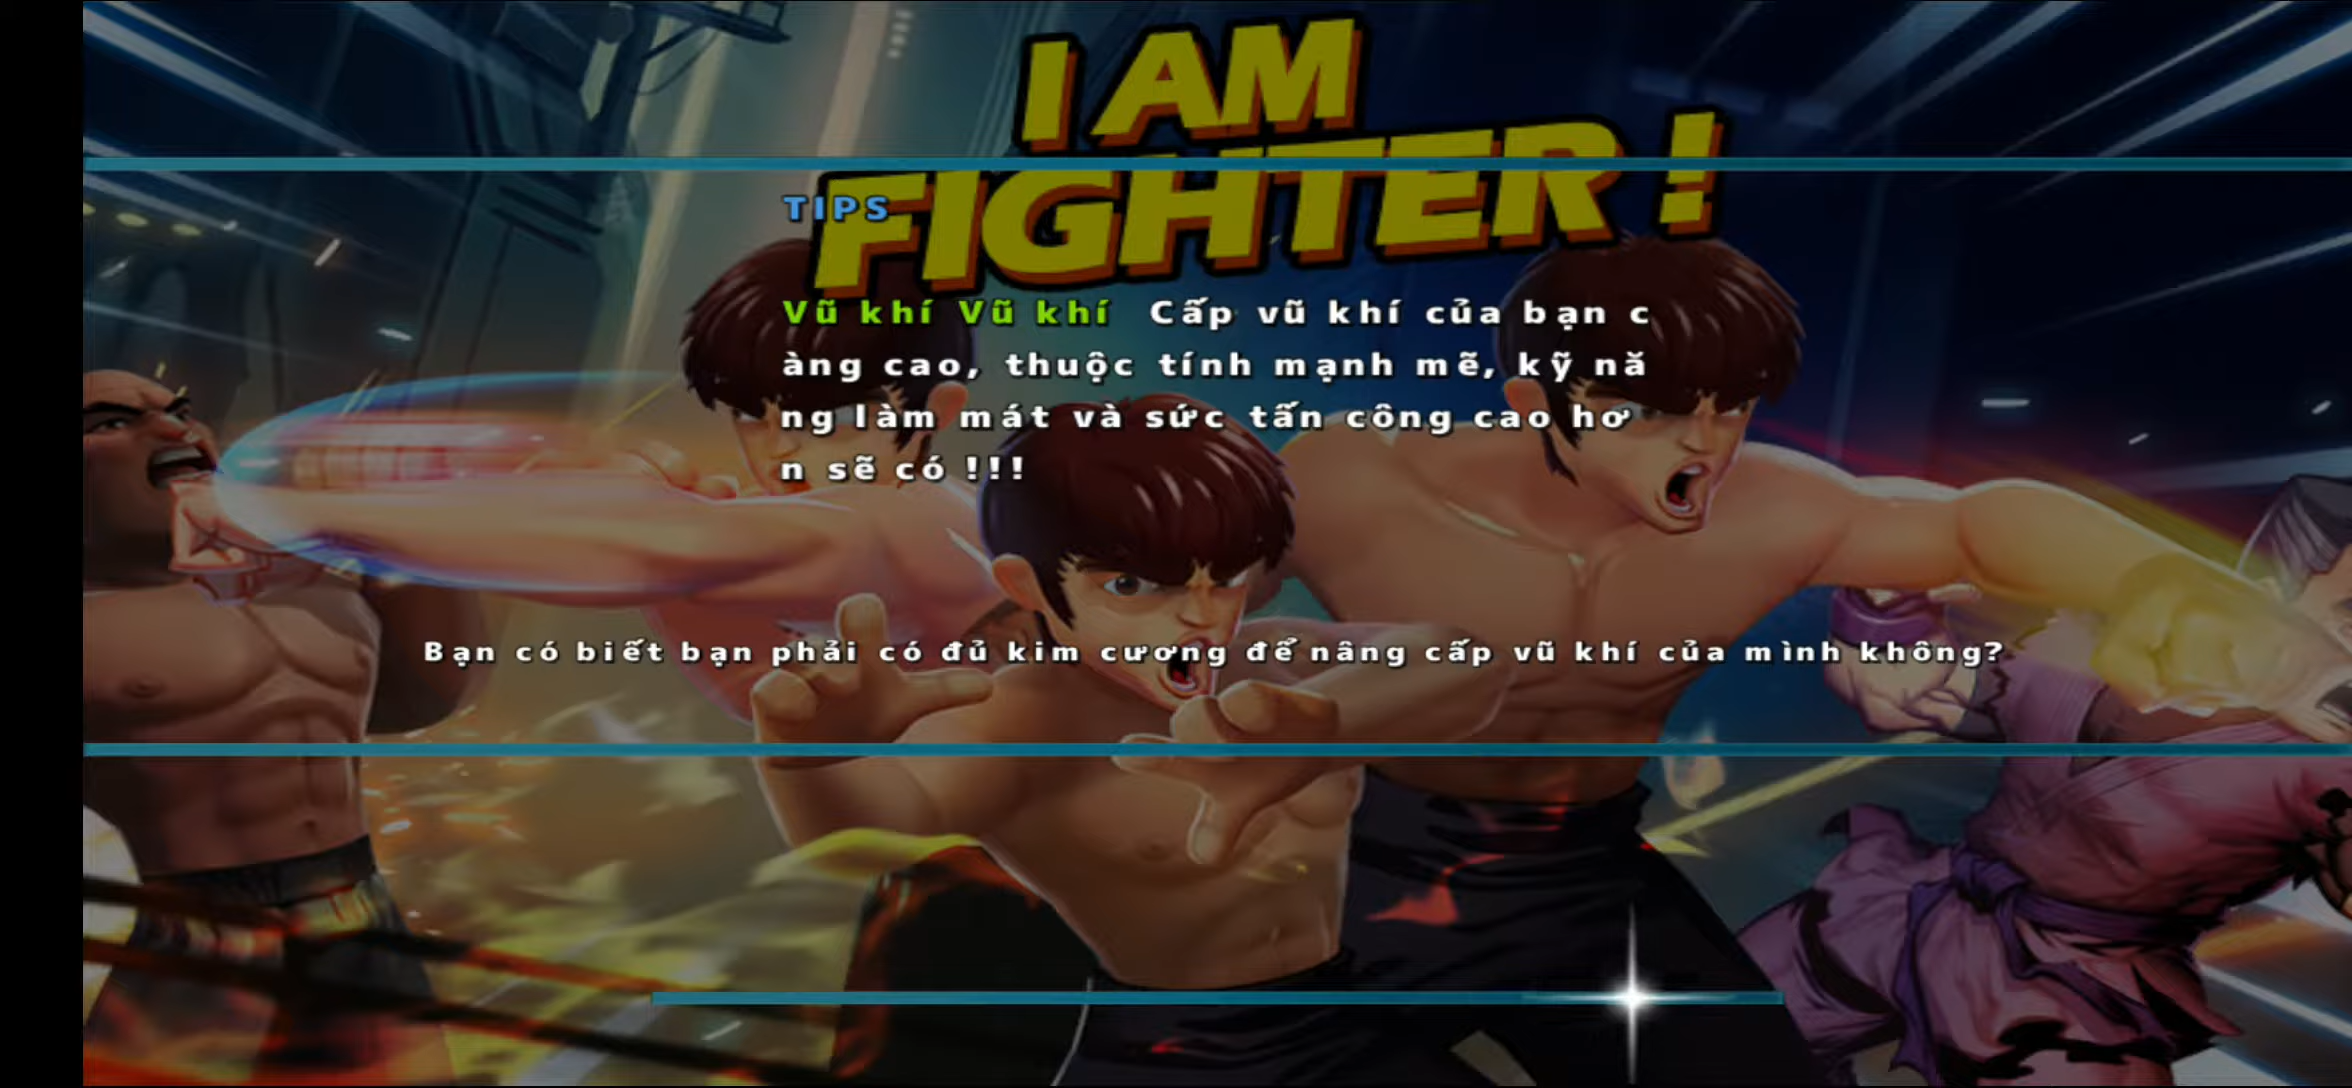 I AM
FIGHTER !
TIPS
Vũ khí Vũ khí Cấp vũ khí của bạn c
àng cao, thuộc tính mạnh mẽ, kỹ nă
ng làm mát và sức tấn công cao hơ
n sẽ có !!!
Bạn có biết bạn phải có đủ kim cương để nâng cấp vũ khí của mình không?